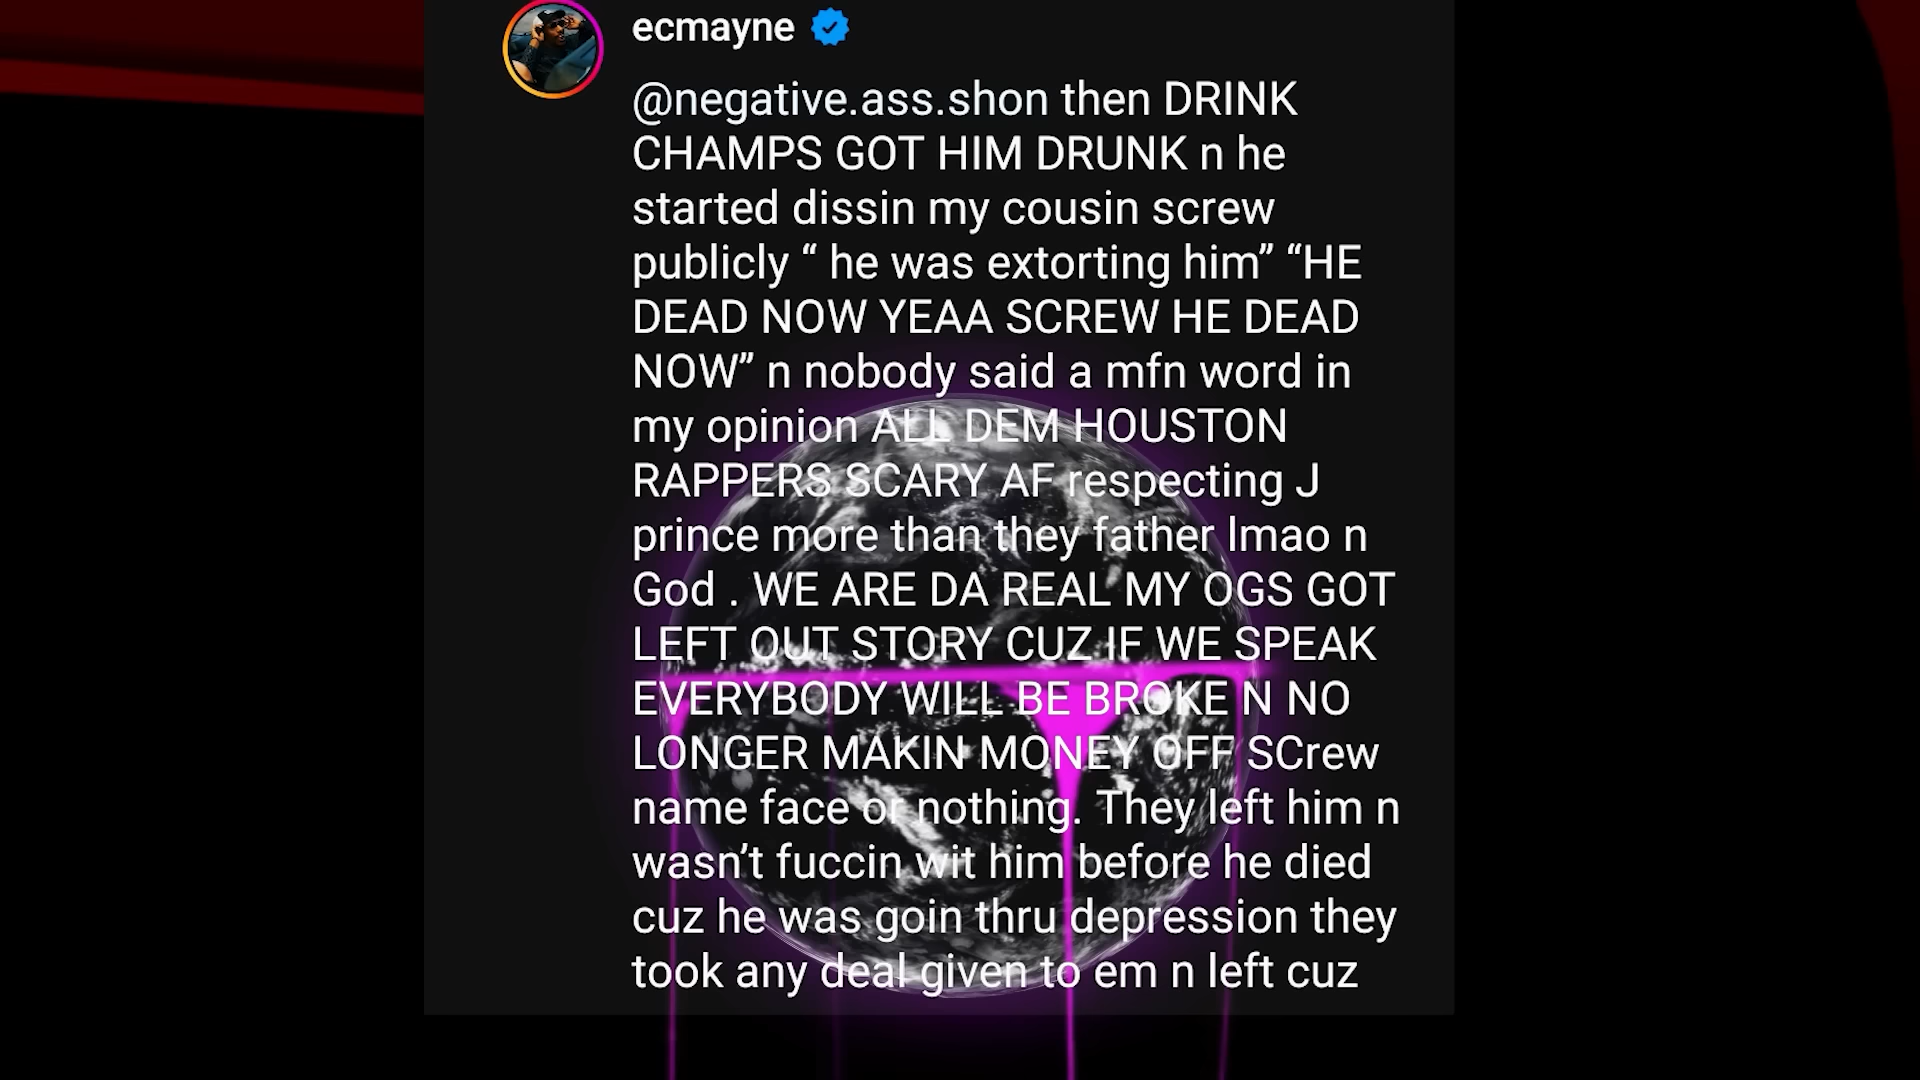 ecmayne
@negative.ass.shon then DRINK
CHAMPS GOT HIM DRUNK n he
started dissin my cousin screw
publicly “ he was extorting him” “HE
DEAD NOW YEAA SCREW HE DEAD
NOW” n nobody said a mfn word in
my opinion ALL DEM HOUSTON
RAPPERS SCARY AF respecting J
prince more than they father lmao n
God . WE ARE DA REAL MY OGS GOT
LEFT OUT STORY CUZ IF WE SPEAK
EVERYBODY WILL BE BROKE N NO
LONGER MAKIN MONEY OFF SCrew
name face or nothing. They left him n
wasn’t fuccin wit him before he died
cuz he was goin thru depression they
took any deal given to em n left cuz